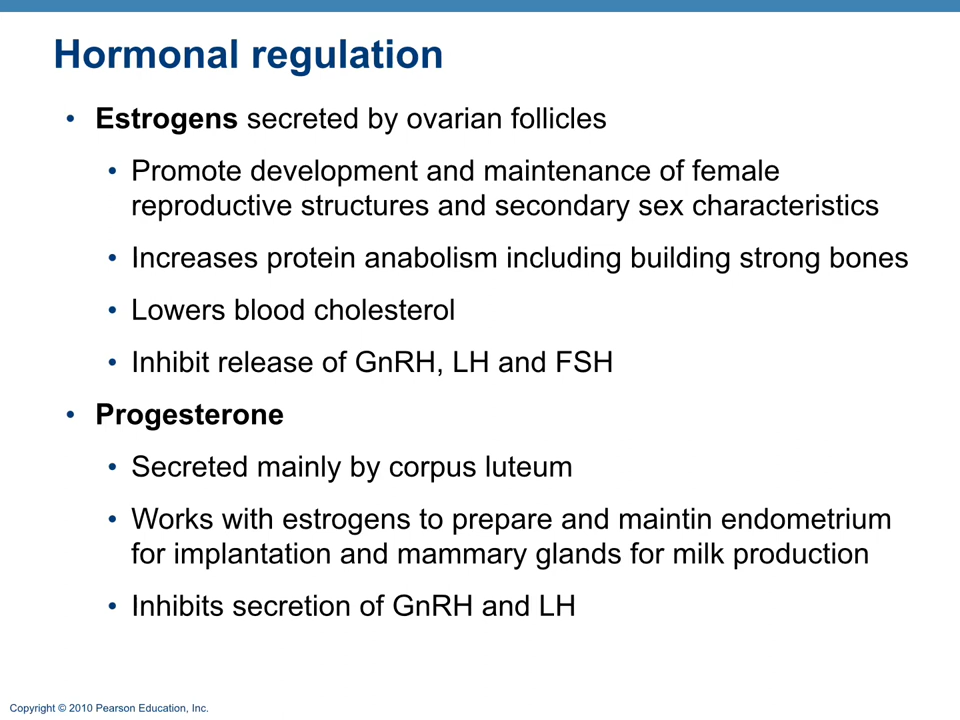 Hormonal regulation
• Estrogens secreted by ovarian follicles
• Promote development and maintenance of female
reproductive structures and secondary sex characteristics
• Increases protein anabolism including building strong bones
• Lowers blood cholesterol
• Inhibit release of GnRH, LH and FSH
• Progesterone
• Secreted mainly by corpus luteum
• Works with estrogens to prepare and maintin endometrium
for implantation and mammary glands for milk production
• Inhibits secretion of GnRH and LH
Copyright © 2010 Pearson Education, Inc.